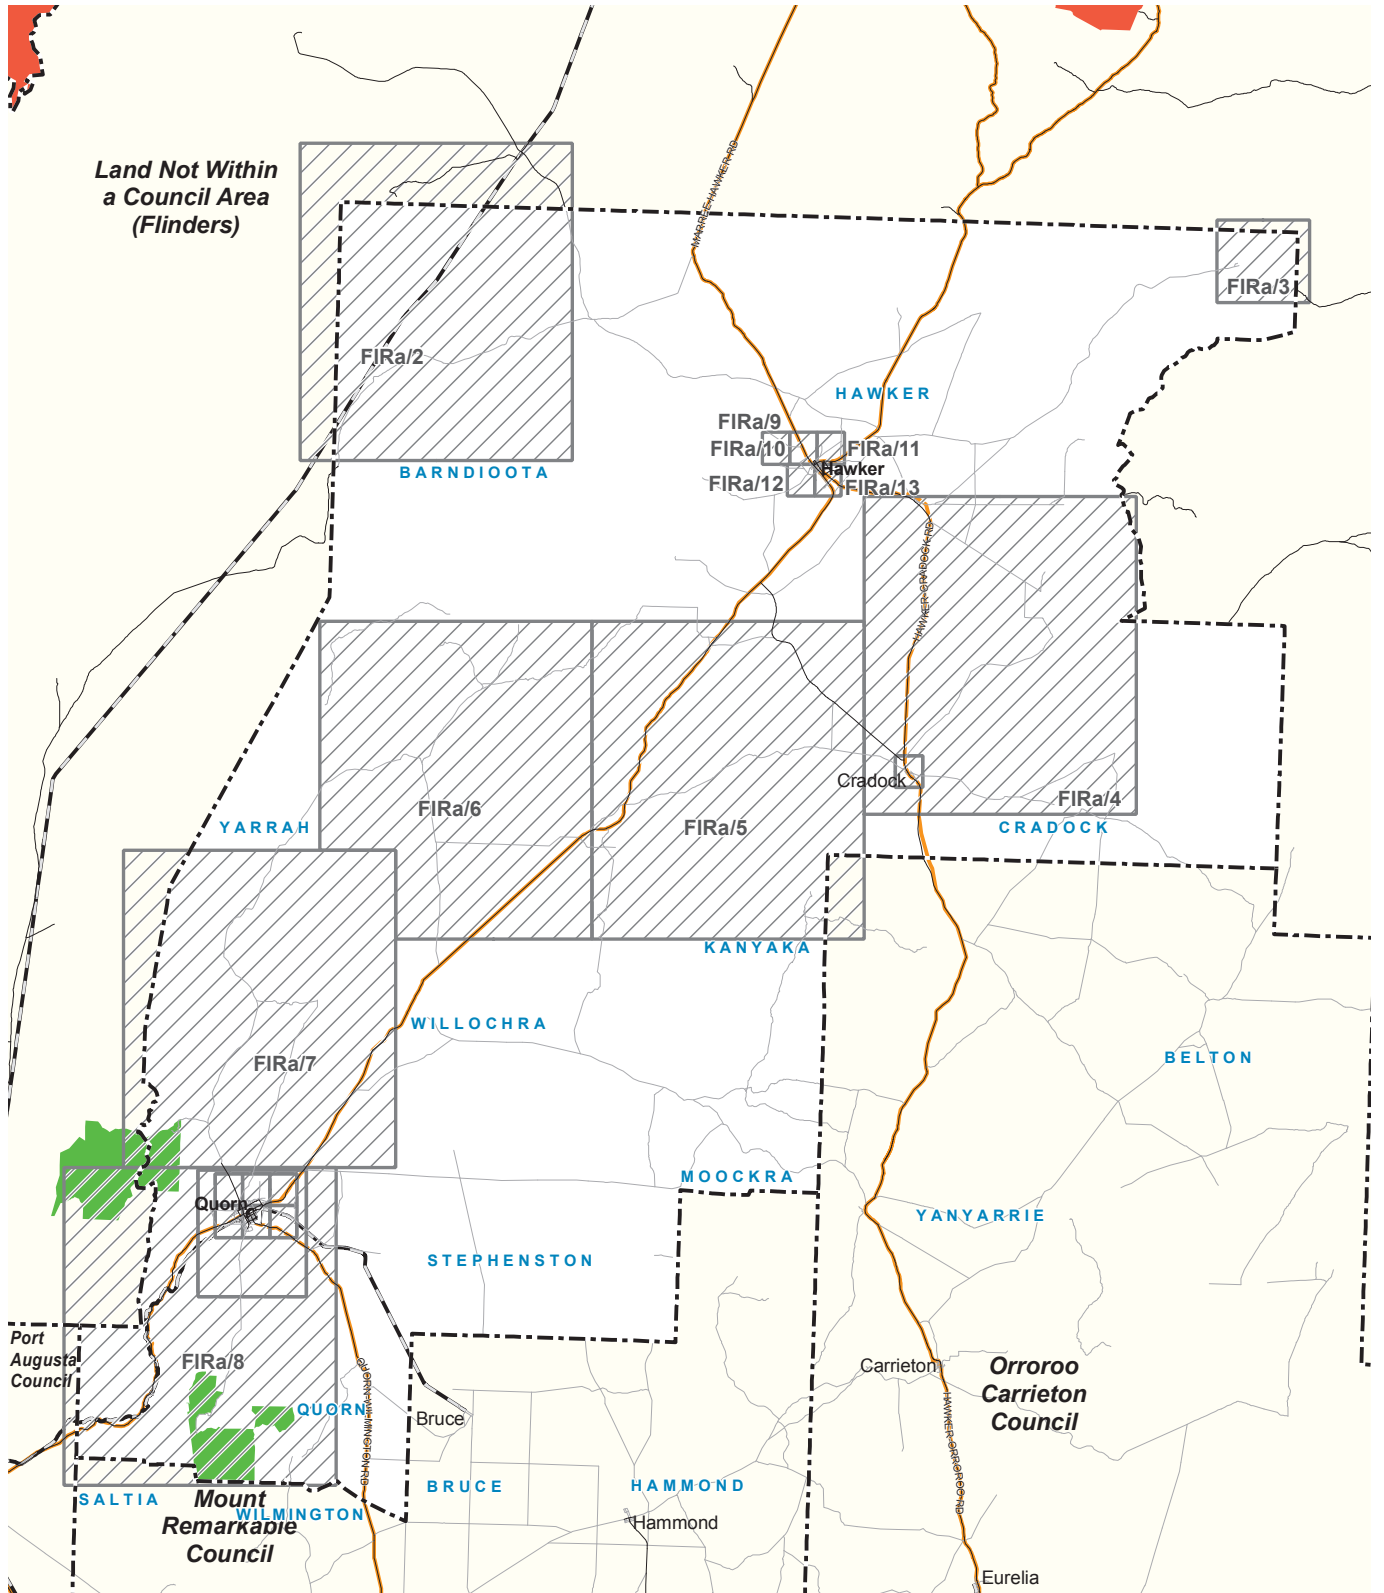 Land Not Within
a Council Area
(Flinders)
MARREE-HAWKER RD
FIRa/3
FIRa/2
HAWKER
FIRa/9
FIRa/10
FIRa/11
Hawker
FIRa/12
FIRa/13
BARNDIOOTA
HAWKER-CRADOCK RD
Cradock
FIRa/4
FIRa/6
FIRa/5
YARRAH
CRADOCK
KANYAKA
WILLOCHRA
FIRa/7
BELTON
MOOCKRA
Quorn
YANYARRIE
STEPHENSTON
Port
Augusta
Council
FIRa/8
Carrieton
Orroroo
Carrieton
Council
QUORN-WILMINGTON RD
HAWKER-ORROROO RD
QUORN
Bruce
BRUCE
HAMMOND
SALTIA
Mount
Remarkable
Council
WILMINGTON
Hammond
Eurelia